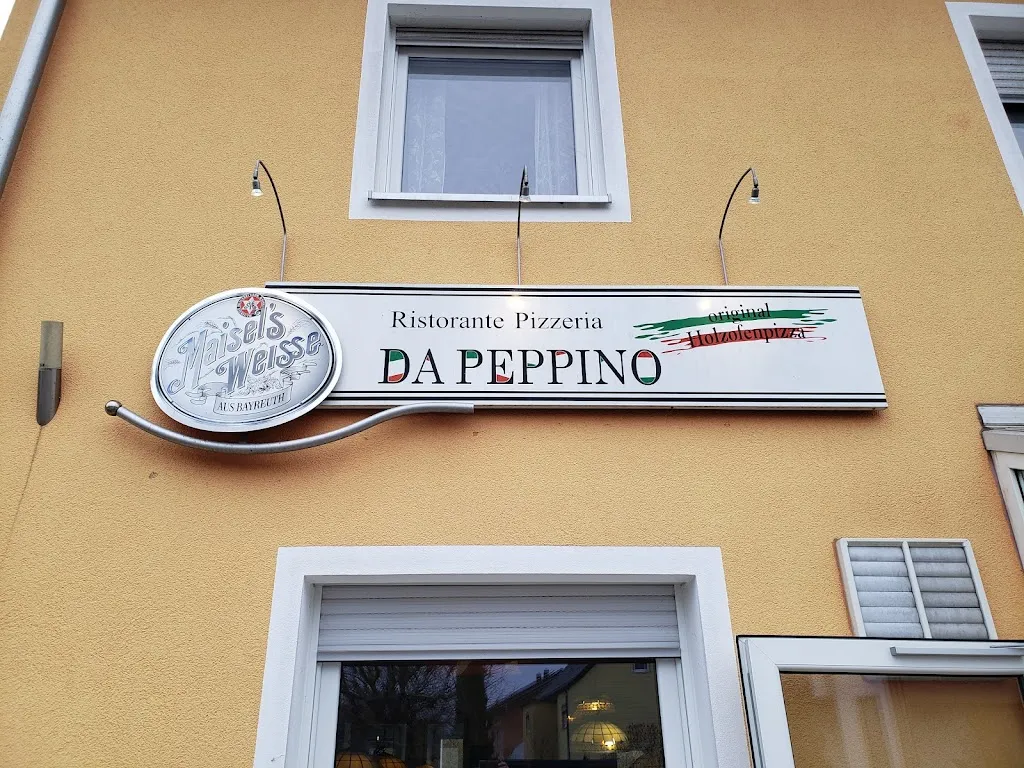 Maisel's
Weisse
AUS BAYREUTH
Ristorante Pizzeria
DA PEPPINO
original
Holzofenpizza